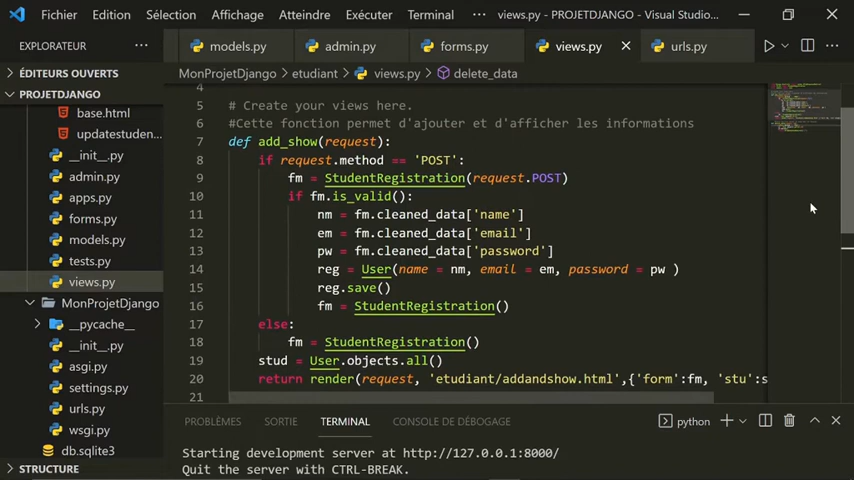 Fichier Edition Sélection Affichage Atteindre Exécuter Terminal ··· views.py - PROJETDJANGO - Visual Studio...
EXPLORATEUR ···
ÉDITEURS OUVERTS
PROJETDJANGO
base.html
updatestuden...
__init__.py
admin.py
apps.py
forms.py
models.py
tests.py
views.py
MonProjetDjango
__pycache__
__init__.py
asgi.py
settings.py
urls.py
wsgi.py
db.sqlite3
STRUCTURE
models.py admin.py forms.py views.py urls.py ···
MonProjetDjango > etudiant > views.py > delete_data
4
5 # Create your views here.
6 #Cette fonction permet d'ajouter et d'afficher les informations
7 def add_show(request):
8 if request.method == 'POST':
9 fm = StudentRegistration(request.POST)
10 if fm.is_valid():
11 nm = fm.cleaned_data['name']
12 em = fm.cleaned_data['email']
13 pw = fm.cleaned_data['password']
14 reg = User(name = nm, email = em, password = pw )
15 reg.save()
16 fm = StudentRegistration()
17 else:
18 fm = StudentRegistration()
19 stud = User.objects.all()
20 return render(request, 'etudiant/addandshow.html',{'form':fm, 'stu':s
21
PROBLÈMES SORTIE TERMINAL CONSOLE DE DÉBOGAGE python
Starting development server at http://127.0.0.1:8000/
Quit the server with CTRL-BREAK.